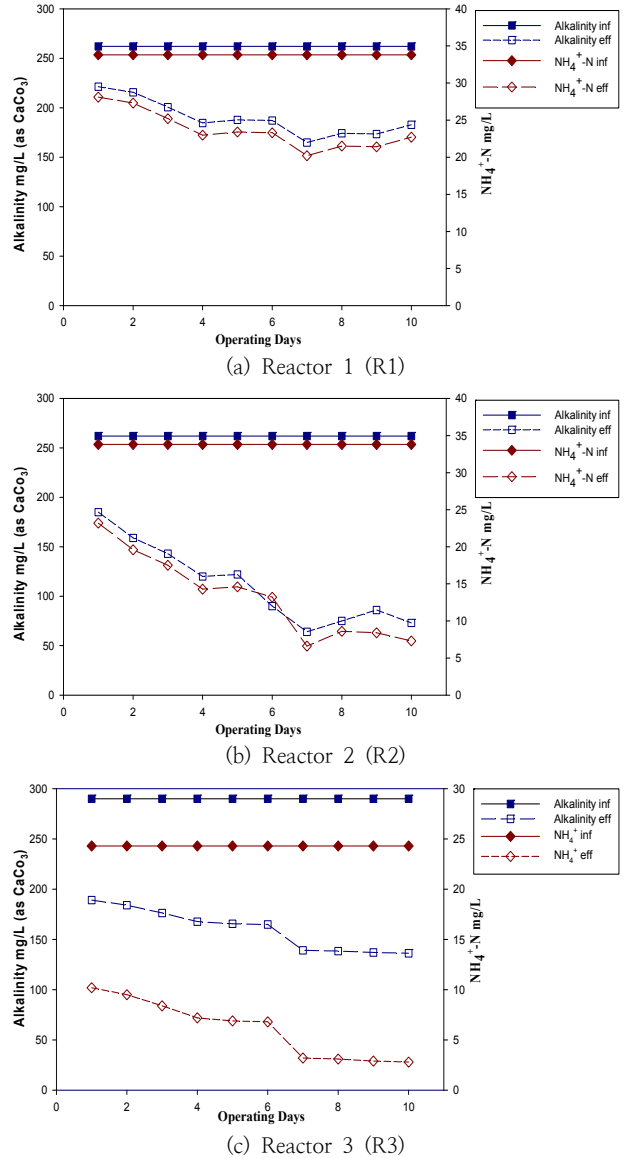 300
250
200
150
100
50
0
Alkalinity mg/L (as CaCo3)
0 2 4 6 8 10
Operating Days
40
35
30
25
20
15
10
5
0
NH4+-N mg/L
Alkalinity inf
Alkalinity eff
NH4+-N inf
NH4+-N eff
(a) Reactor 1 (R1)
300
250
200
150
100
50
0
Alkalinity mg/L (as CaCo3)
0 2 4 6 8 10
Operating Days
40
35
30
25
20
15
10
5
0
NH4+-N mg/L
Alkalinity inf
Alkalinity eff
NH4+-N inf
NH4+-N eff
(b) Reactor 2 (R2)
300
250
200
150
100
50
0
Alkalinity mg/L (as CaCO3)
0 2 4 6 8 10
Operating Days
30
25
20
15
10
5
0
NH4+-N mg/L
Alkalinity inf
Alkalinity eff
NH4+ inf
NH4+ eff
(c) Reactor 3 (R3)